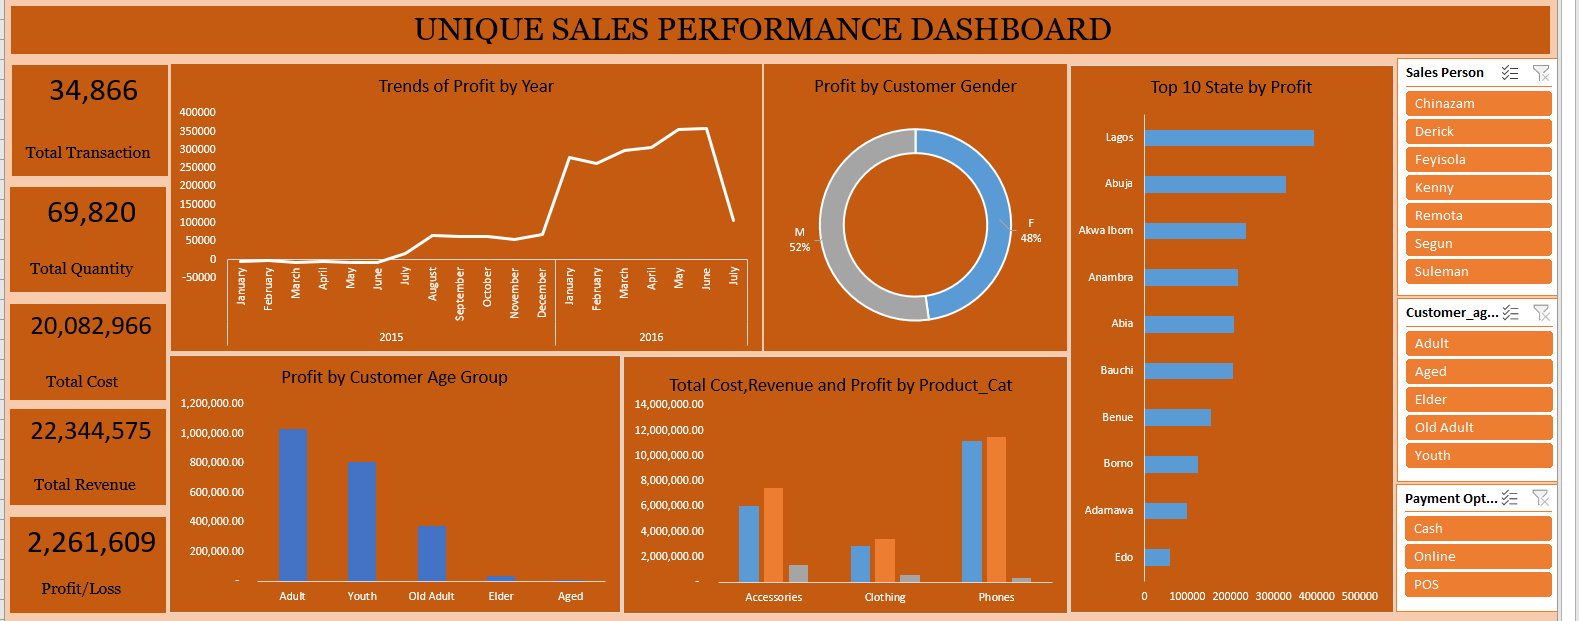 UNIQUE SALES PERFORMANCE DASHBOARD
34,866
Total Transaction
69,820
Total Quantity
20,082,966
Total Cost
22,344,575
Total Revenue
2,261,609
Profit/Loss
Trends of Profit by Year
400000
350000
300000
250000
200000
150000
100000
50000
0
-50000
January
February
March
April
May
June
July
August
September
October
November
December
January
February
March
April
May
June
July
2015
2016
Profit by Customer Gender
M
52%
F
48%
Profit by Customer Age Group
1,200,000.00
1,000,000.00
800,000.00
600,000.00
400,000.00
200,000.00
-
Adult
Youth
Old Adult
Elder
Aged
Total Cost,Revenue and Profit by Product_Cat
14,000,000.00
12,000,000.00
10,000,000.00
8,000,000.00
6,000,000.00
4,000,000.00
2,000,000.00
-
Accessories
Clothing
Phones
Top 10 State by Profit
Lagos
Abuja
Akwa Ibom
Anambra
Abia
Bauchi
Benue
Borno
Adamawa
Edo
0
100000
200000
300000
400000
500000
Sales Person
Chinazam
Derick
Feyisola
Kenny
Remota
Segun
Suleman
Customer_ag...
Adult
Aged
Elder
Old Adult
Youth
Payment Opt...
Cash
Online
POS